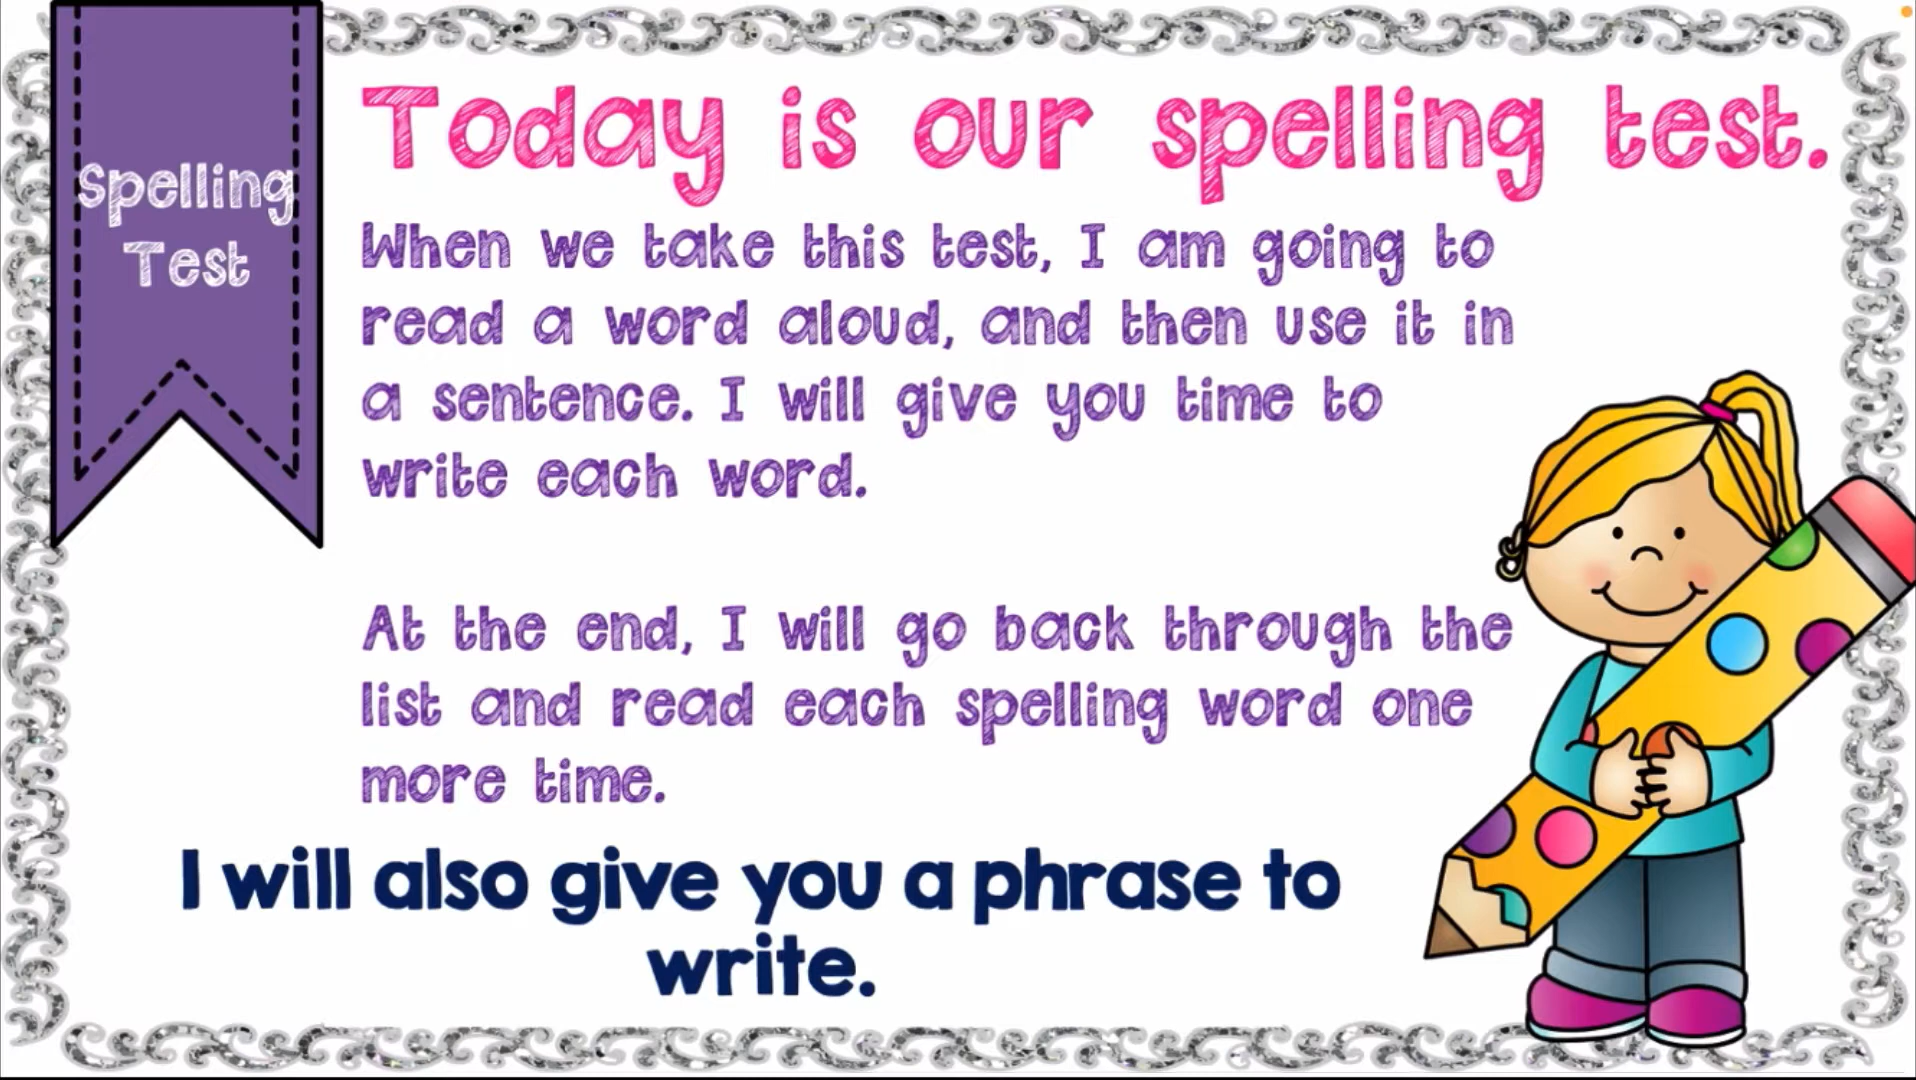 Spelling
Test
Today is our spelling test.
When we take this test, I am going to
read a word aloud, and then use it in
a sentence. I will give you time to
write each word.
At the end, I will go back through the
list and read each spelling word one
more time.
I will also give you a phrase to
write.